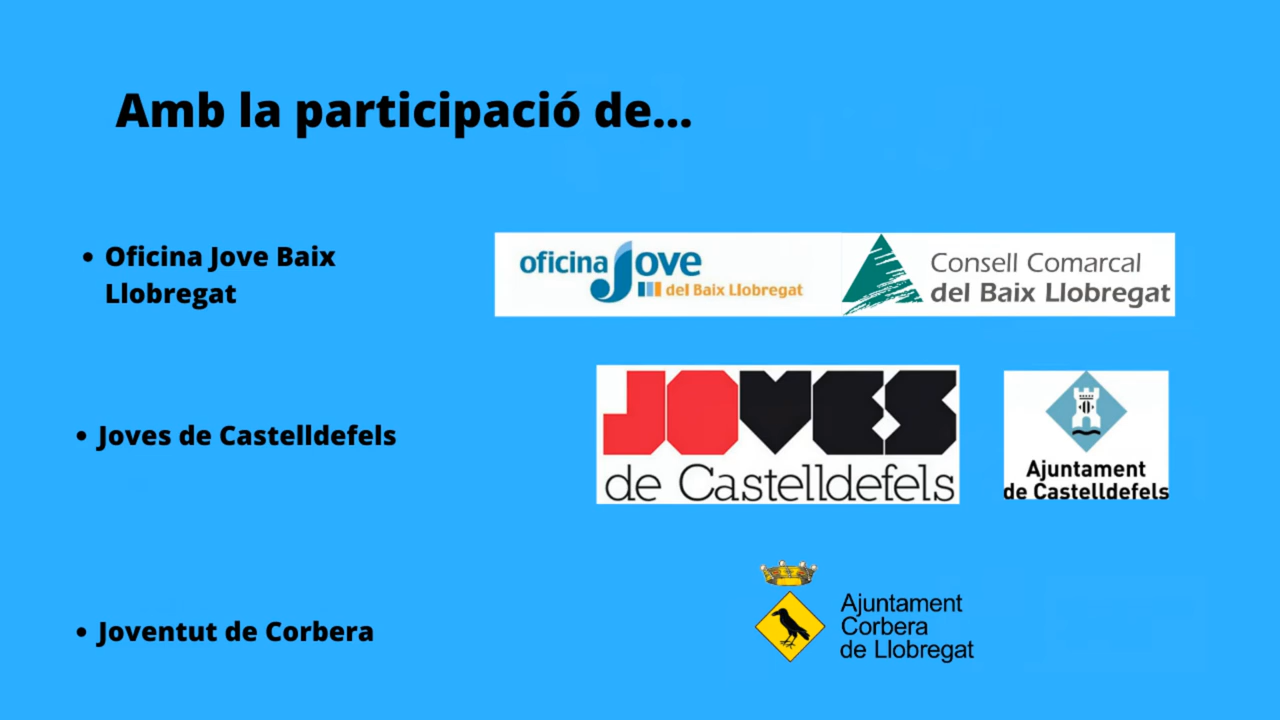 Amb la participació de...
• Oficina Jove Baix
Llobregat
oficina Jove
del Baix Llobregat
Consell Comarcal
del Baix Llobregat
• Joves de Castelldefels
JOVES
de Castelldefels
Ajuntament
de Castelldefels
• Joventut de Corbera
Ajuntament
Corbera
de Llobregat